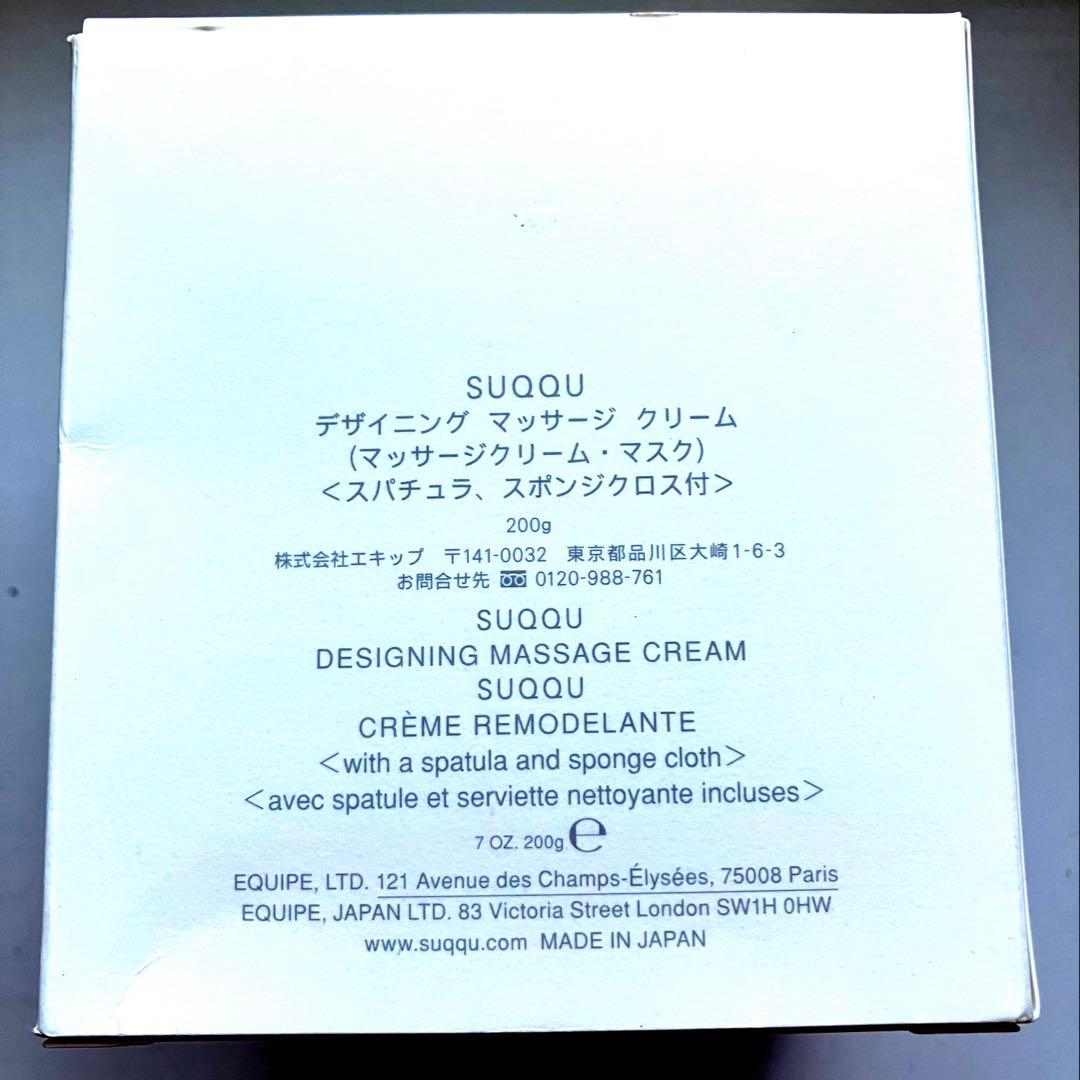 SUQQU
デザイニング マッサージ クリーム
(マッサージクリーム・マスク)
<スパチュラ、スポンジクロス付>
200g
株式会社エキップ 〒141-0032 東京都品川区大崎1-6-3
お問合せ先 0120-988-761
SUQQU
DESIGNING MASSAGE CREAM
SUQQU
CRÈME REMODELANTE
<with a spatula and sponge cloth>
<avec spatule et serviette nettoyante incluses>
7 OZ. 200g ℮
EQUIPE, LTD. 121 Avenue des Champs-Élysées, 75008 Paris
EQUIPE, JAPAN LTD. 83 Victoria Street London SW1H 0HW
www.suqqu.com MADE IN JAPAN